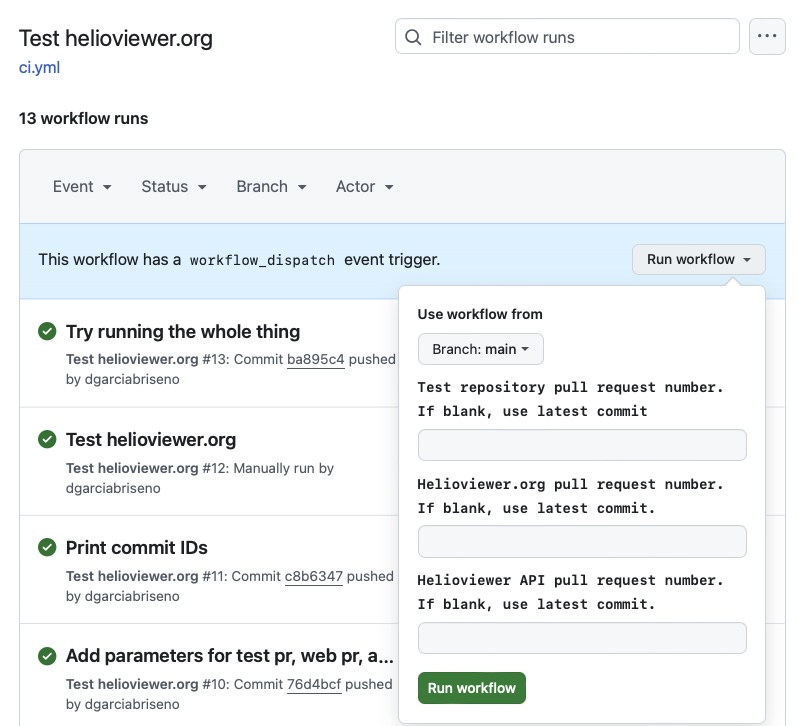 Test helioviewer.org
Filter workflow runs
ci.yml
13 workflow runs
Event
Status
Branch
Actor
This workflow has a workflow_dispatch event trigger.
Run workflow
Use workflow from
Branch: main
Test repository pull request number.
If blank, use latest commit
Helioviewer.org pull request number.
If blank, use latest commit.
Helioviewer API pull request number.
If blank, use latest commit.
Run workflow
Try running the whole thing
Test helioviewer.org #13: Commit ba895c4 pushed
by dgarciabriseno
Test helioviewer.org
Test helioviewer.org #12: Manually run by
dgarciabriseno
Print commit IDs
Test helioviewer.org #11: Commit c8b6347 pushed
by dgarciabriseno
Add parameters for test pr, web pr, a...
Test helioviewer.org #10: Commit 76d4bcf pushed
by dgarciabriseno